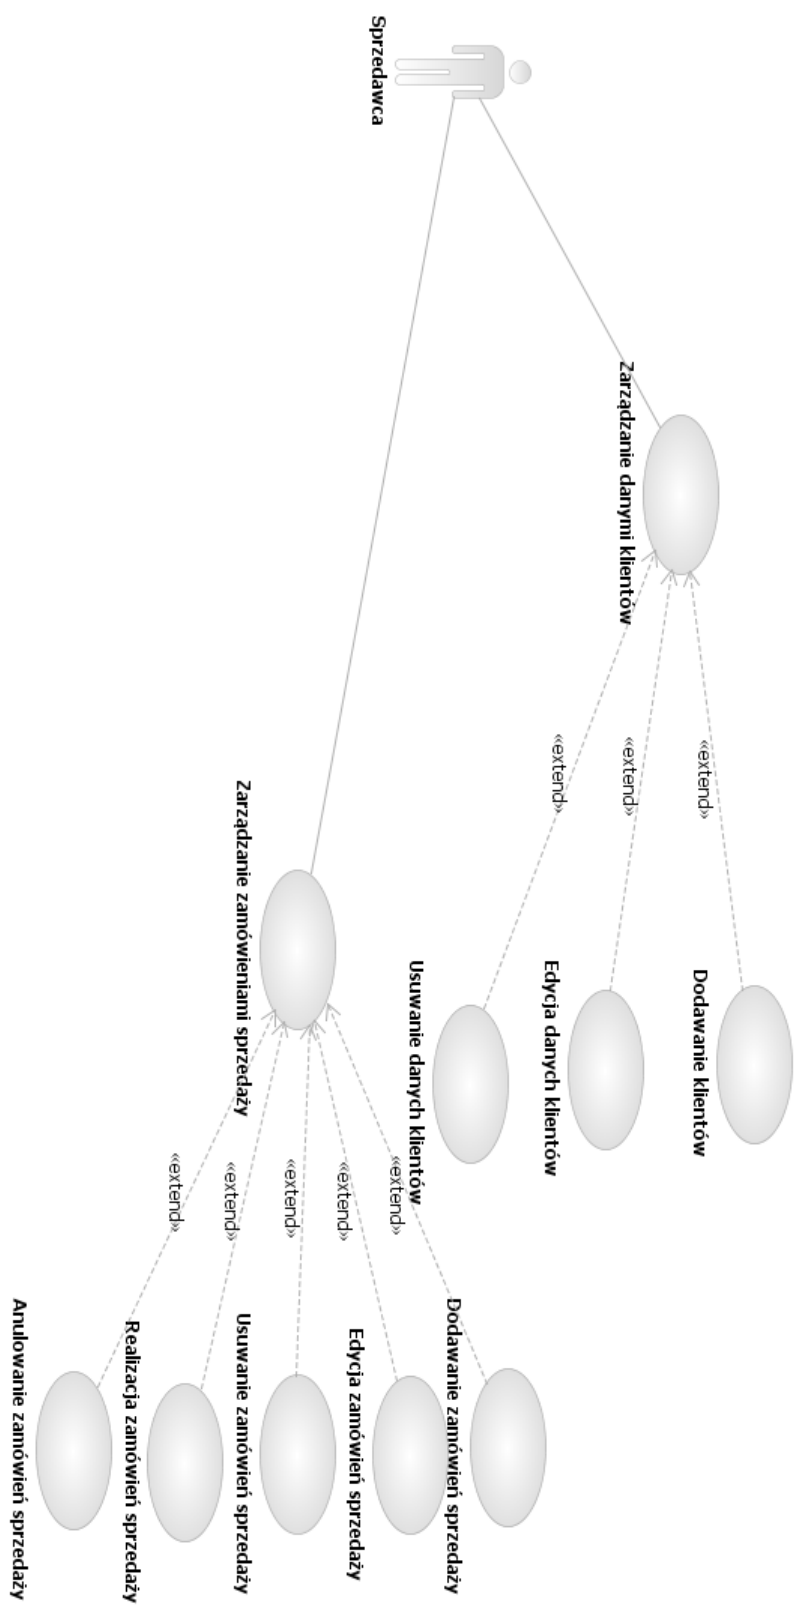 Sprzedawca
Zarządzanie danymi klientów
«extend»
«extend»
«extend»
Dodawanie klientów
Edycja danych klientów
Usuwanie danych klientów
Zarządzanie zamówieniami sprzedaży
«extend»
«extend»
«extend»
«extend»
«extend»
Dodawanie zamówień sprzedaży
Edycja zamówień sprzedaży
Usuwanie zamówień sprzedaży
Realizacja zamówień sprzedaży
Anulowanie zamówień sprzedaży